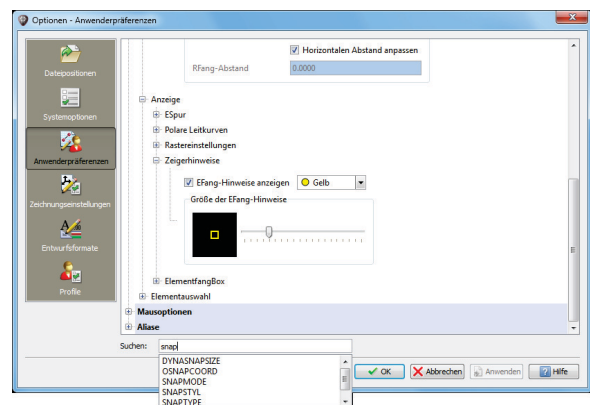 Optionen - Anwenderpräferenzen
Dateipositionen
Systemoptionen
Anwenderpräferenzen
Zeichnungseinstellungen
Entwurfsformate
Profile
Horizontalen Abstand anpassen
RFang-Abstand 0.0000
Anzeige
ESpur
Polare Leitkurven
Rastereinstellungen
Zeigerhinweise
EFang-Hinweise anzeigen Gelb
Größe der EFang-Hinweise
ElementfangBox
Elementauswahl
Mausoptionen
Aliase
Suchen: snap
DYNASNAPSIZE
OSNAPCOORD
SNAPMODE
SNAPSTYL
SNAPTYPE
OK Abbrechen Anwenden Hilfe